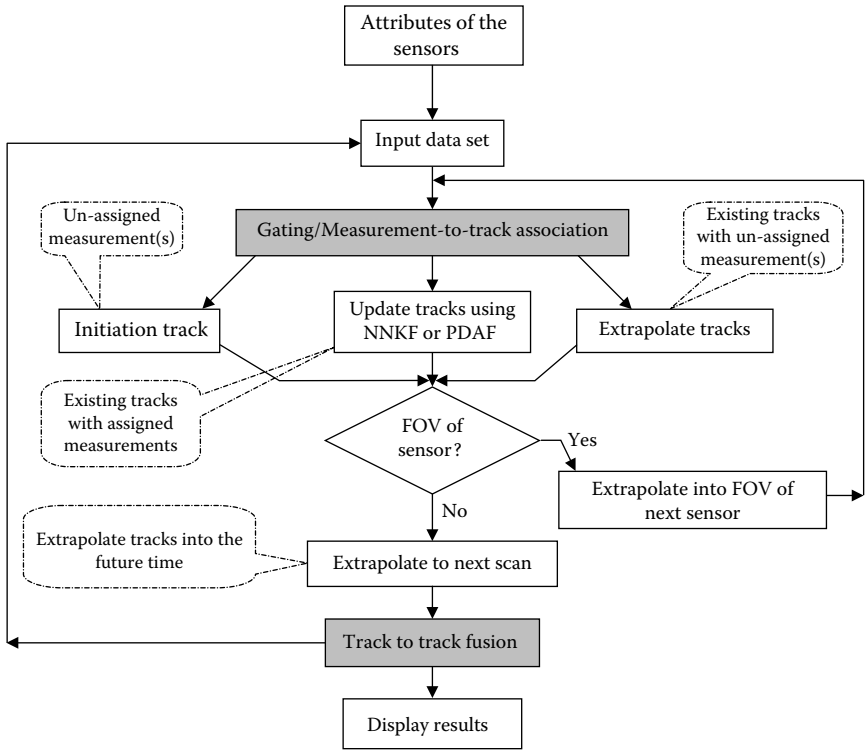 Attributes of the
sensors
Input data set
Un-assigned
measurement(s)
Gating/Measurement-to-track association
Existing tracks
with un-assigned
measurement(s)
Initiation track
Update tracks using
NNKF or PDAF
Extrapolate tracks
Existing tracks
with assigned
measurements
FOV of
sensor?
Yes
Extrapolate into FOV of
next sensor
No
Extrapolate tracks into the
future time
Extrapolate to next scan
Track to track fusion
Display results